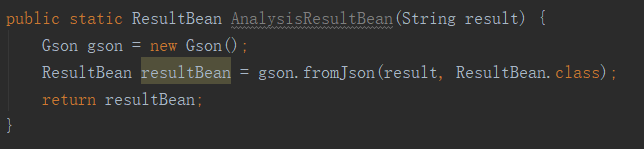 public static ResultBean AnalysisResultBean(String result) {
    Gson gson = new Gson();
    ResultBean resultBean = gson.fromJson(result, ResultBean.class);
    return resultBean;
}